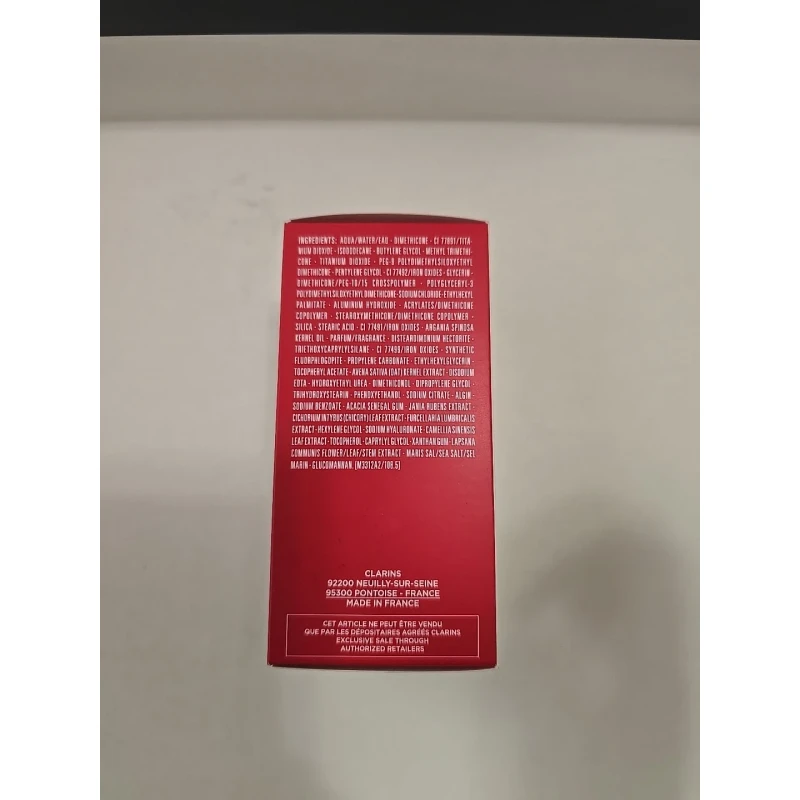 INGREDIENTS: AQUA/WATER/EAU · DIMETHICONE · CI 77891/TITA-
NIUM DIOXIDE · ISODODECANE · BUTYLENE GLYCOL · METHYL TRIMETHI-
CONE · TITANIUM DIOXIDE · PEG-9 POLYDIMETHYLSILOXYETHYL
DIMETHICONE · PENTYLENE GLYCOL · CI 77492/IRON OXIDES · GLYCERIN ·
DIMETHICONE/PEG-10/15 CROSSPOLYMER · POLYGLYCERYL-3
POLYDIMETHYLSILOXYETHYL DIMETHICONE · SODIUM CHLORIDE · ETHYLHEXYL
PALMITATE · ALUMINUM HYDROXIDE · ACRYLATES/DIMETHICONE
COPOLYMER · STEAROXYMETHICONE/DIMETHICONE COPOLYMER ·
SILICA · STEARIC ACID · CI 77491/IRON OXIDES · ARGANIA SPINOSA
KERNEL OIL · PARFUM/FRAGRANCE · DISTEARDIMONIUM HECTORITE ·
TRIETHOXYCAPRYLYLSILANE · CI 77499/IRON OXIDES · SYNTHETIC
FLUORPHLOGOPITE · PROPYLENE CARBONATE · ETHYLHEXYLGLYCERIN ·
TOCOPHERYL ACETATE · AVENA SATIVA (OAT) KERNEL EXTRACT · DISODIUM
EDTA · HYDROXYETHYL UREA · DIMETHICONOL · DIPROPYLENE GLYCOL ·
TRIHYDROXYSTEARIN · PHENOXYETHANOL · SODIUM CITRATE · ALGIN ·
SODIUM BENZOATE · ACACIA SENEGAL GUM · JANIA RUBENS EXTRACT ·
CICHORIUM INTYBUS (CHICORY) LEAF EXTRACT · FURCELLARIA LUMBRICALIS
EXTRACT · HEXYLENE GLYCOL · SODIUM HYALURONATE · CAMELLIA SINENSIS
LEAF EXTRACT · TOCOPHEROL · CAPRYLYL GLYCOL · XANTHAN GUM · LAPSANA
COMMUNIS FLOWER/LEAF/STEM EXTRACT · MARIS SAL/SEA SALT/SEL
MARIN · GLUCOMANNAN. [M3312A2/106.5]
CLARINS
92200 NEUILLY-SUR-SEINE
95300 PONTOISE - FRANCE
MADE IN FRANCE
CET ARTICLE NE PEUT ÊTRE VENDU
QUE PAR LES DÉPOSITAIRES AGRÉÉS CLARINS
EXCLUSIVE SALE THROUGH
AUTHORIZED RETAILERS